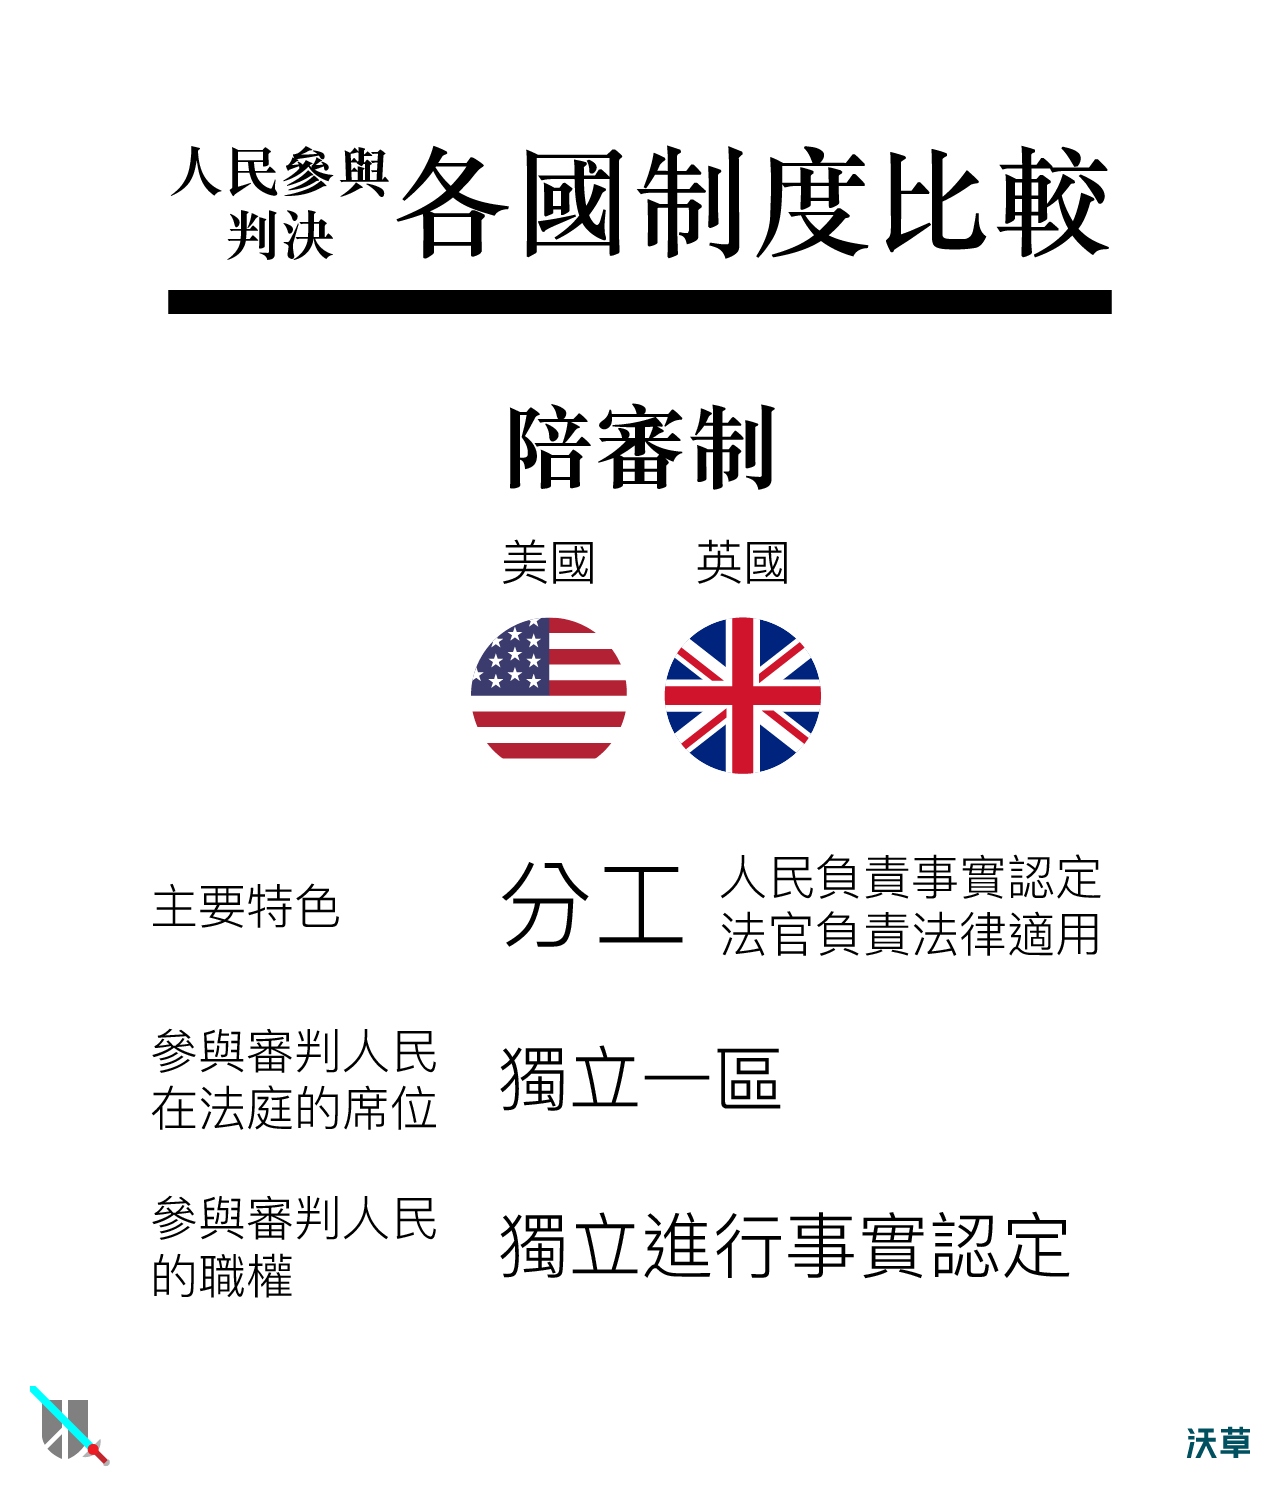 人民參與
判決
各國制度比較
陪審制
美國 英國
主要特色
分工
人民負責事實認定
法官負責法律適用
參與審判人民
在法庭的席位
獨立一區
參與審判人民
的職權
獨立進行事實認定
沃草